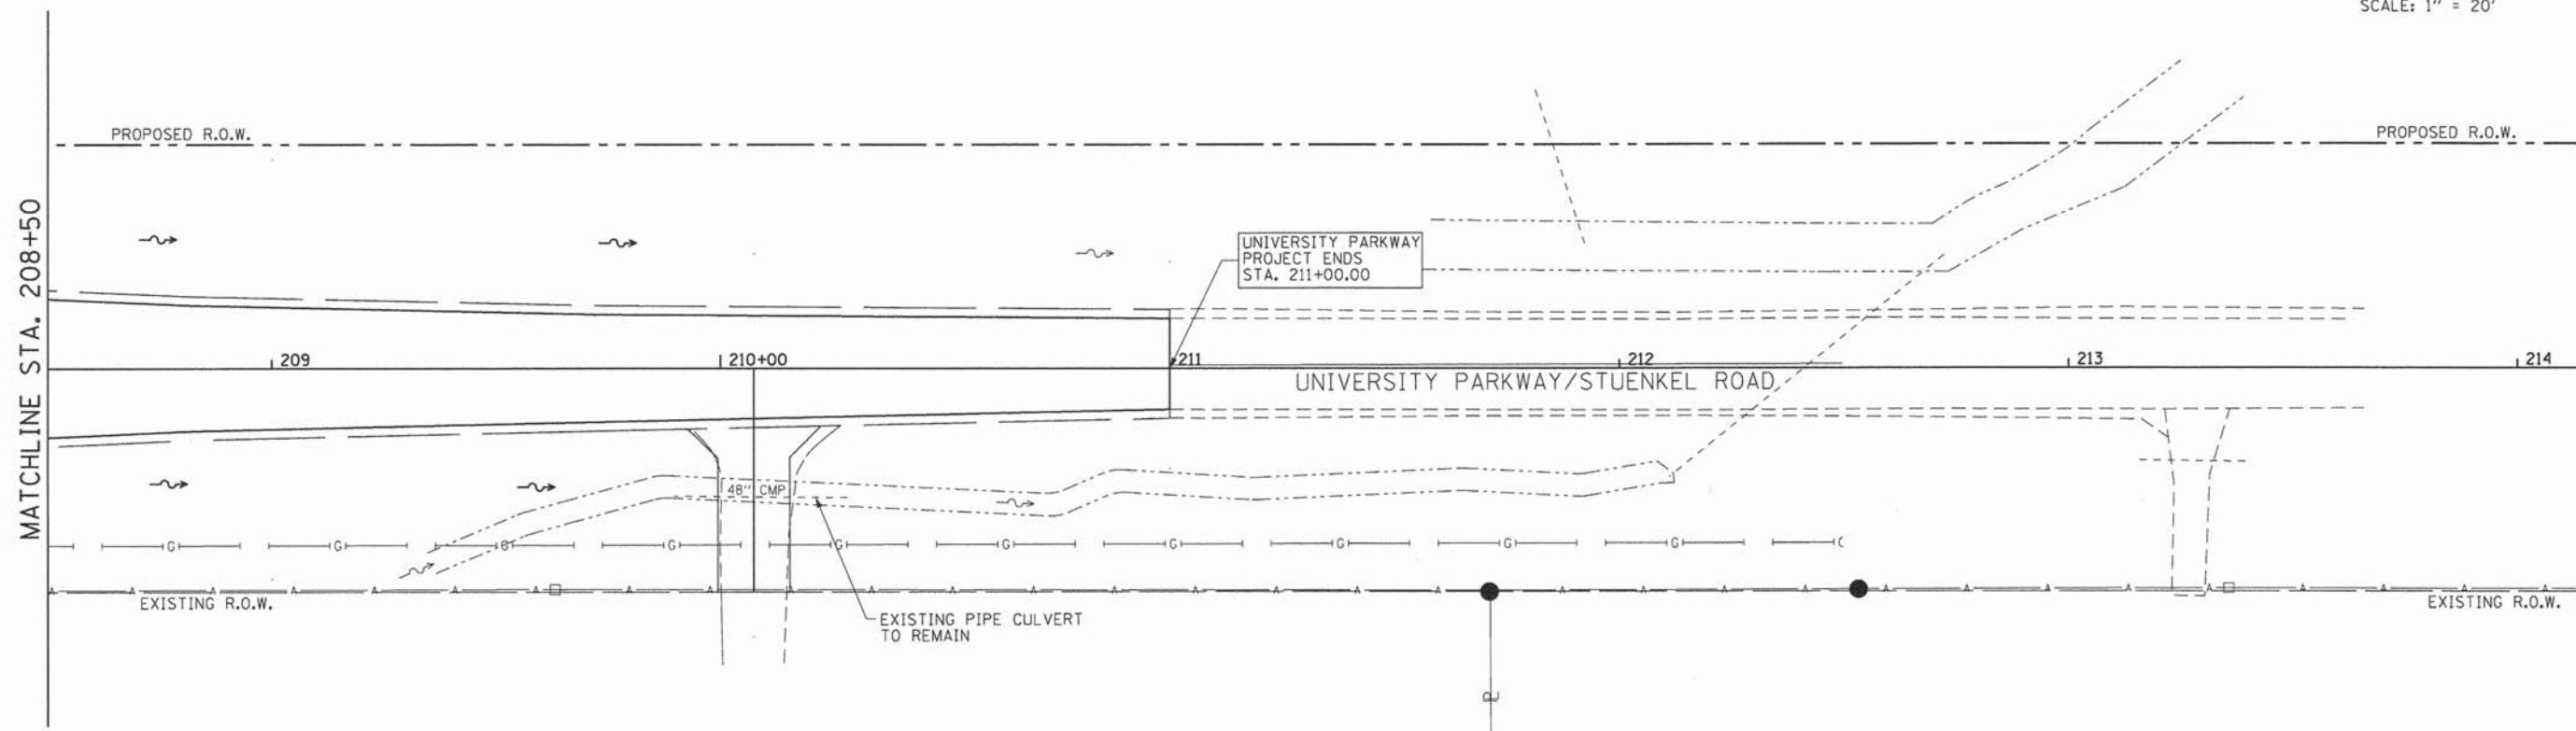 SCALE: 1" = 20'
PROPOSED R.O.W.
PROPOSED R.O.W.
MATCHLINE STA. 208+50
UNIVERSITY PARKWAY
PROJECT ENDS
STA. 211+00.00
209
210+00
211
212
213
214
UNIVERSITY PARKWAY/STUENKEL ROAD
48" CMP
G G G G G G G G G G
EXISTING R.O.W.
EXISTING R.O.W.
EXISTING PIPE CULVERT
TO REMAIN